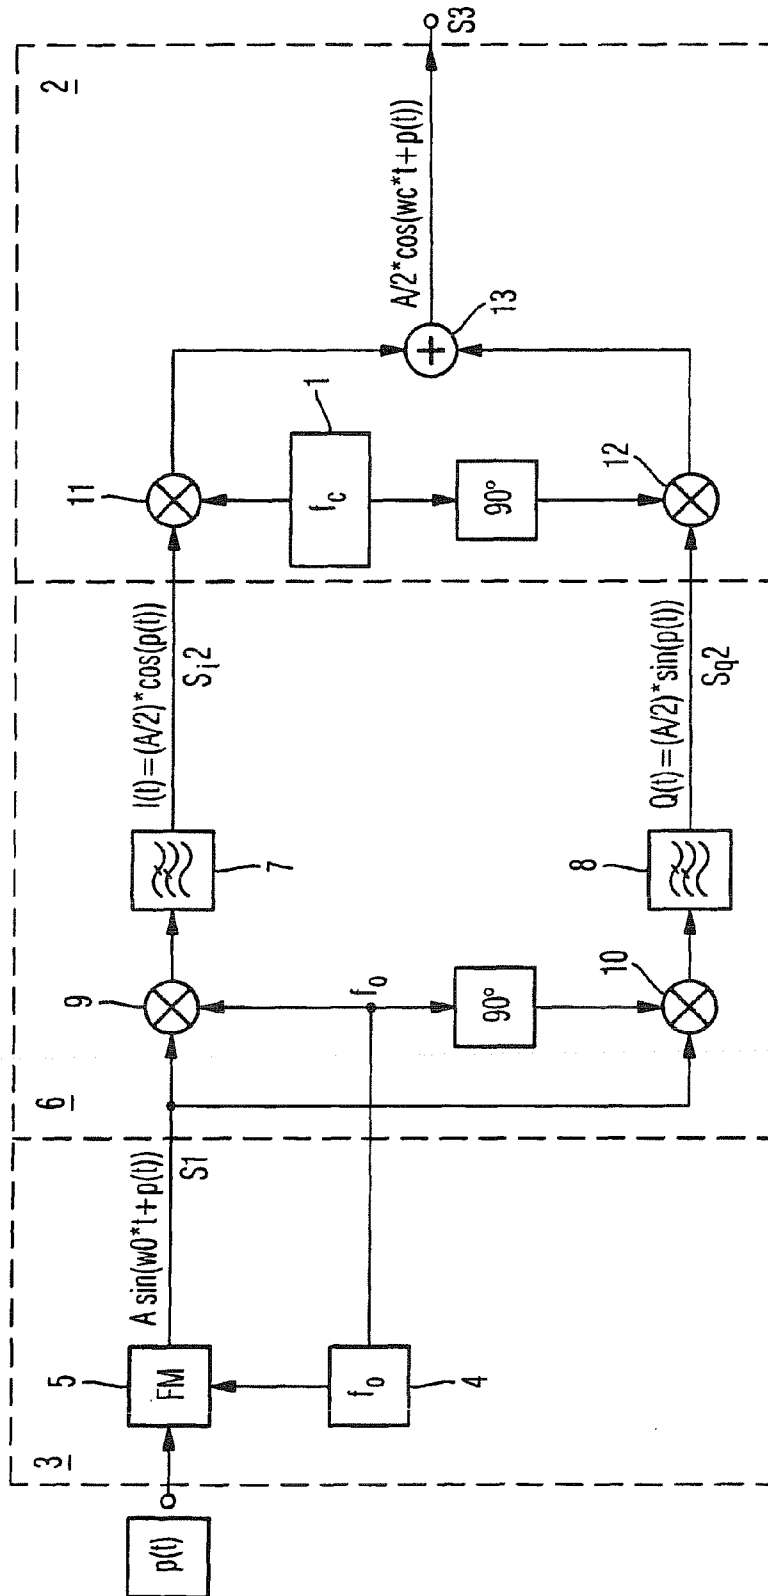 p(t)
3
5
FM
f0
4
A sin(w0*t+p(t))
S1
6
9
f0
90°
10
7
8
I(t)=(A/2)*cos(p(t))
Si2
Q(t)=(A/2)*sin(p(t))
Sq2
2
11
1
fC
90°
12
13
A/2*cos(wc*t+p(t))
S3